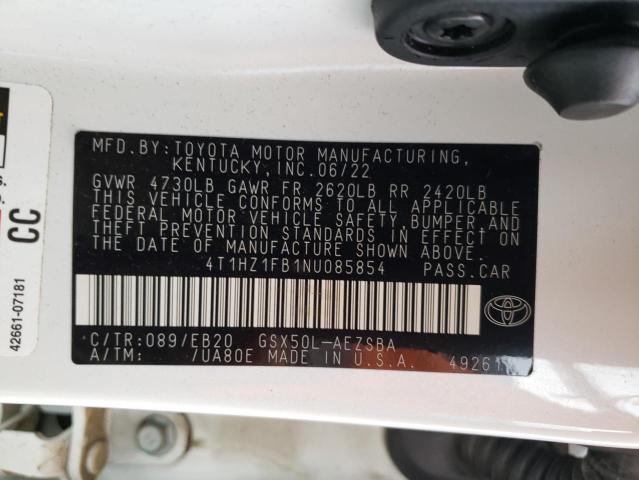 MFD.BY:TOYOTA MOTOR MANUFACTURING,
KENTUCKY, INC.06/22
GVWR 4730LB GAWR FR 2620LB RR 2420LB
THIS VEHICLE CONFORMS TO ALL APPLICABLE
FEDERAL MOTOR VEHICLE SAFETY, BUMPER,AND
THEFT PREVENTION STANDARDS IN EFFECT ON
THE DATE OF MANUFACTURE SHOWN ABOVE.
4T1HZ1FB1NU085854 PASS.CAR
C/TR:089/EB20 GSX50L-AEZSBA
A/TM: /UA80E MADE IN U.S.A.
CC
42661-07181